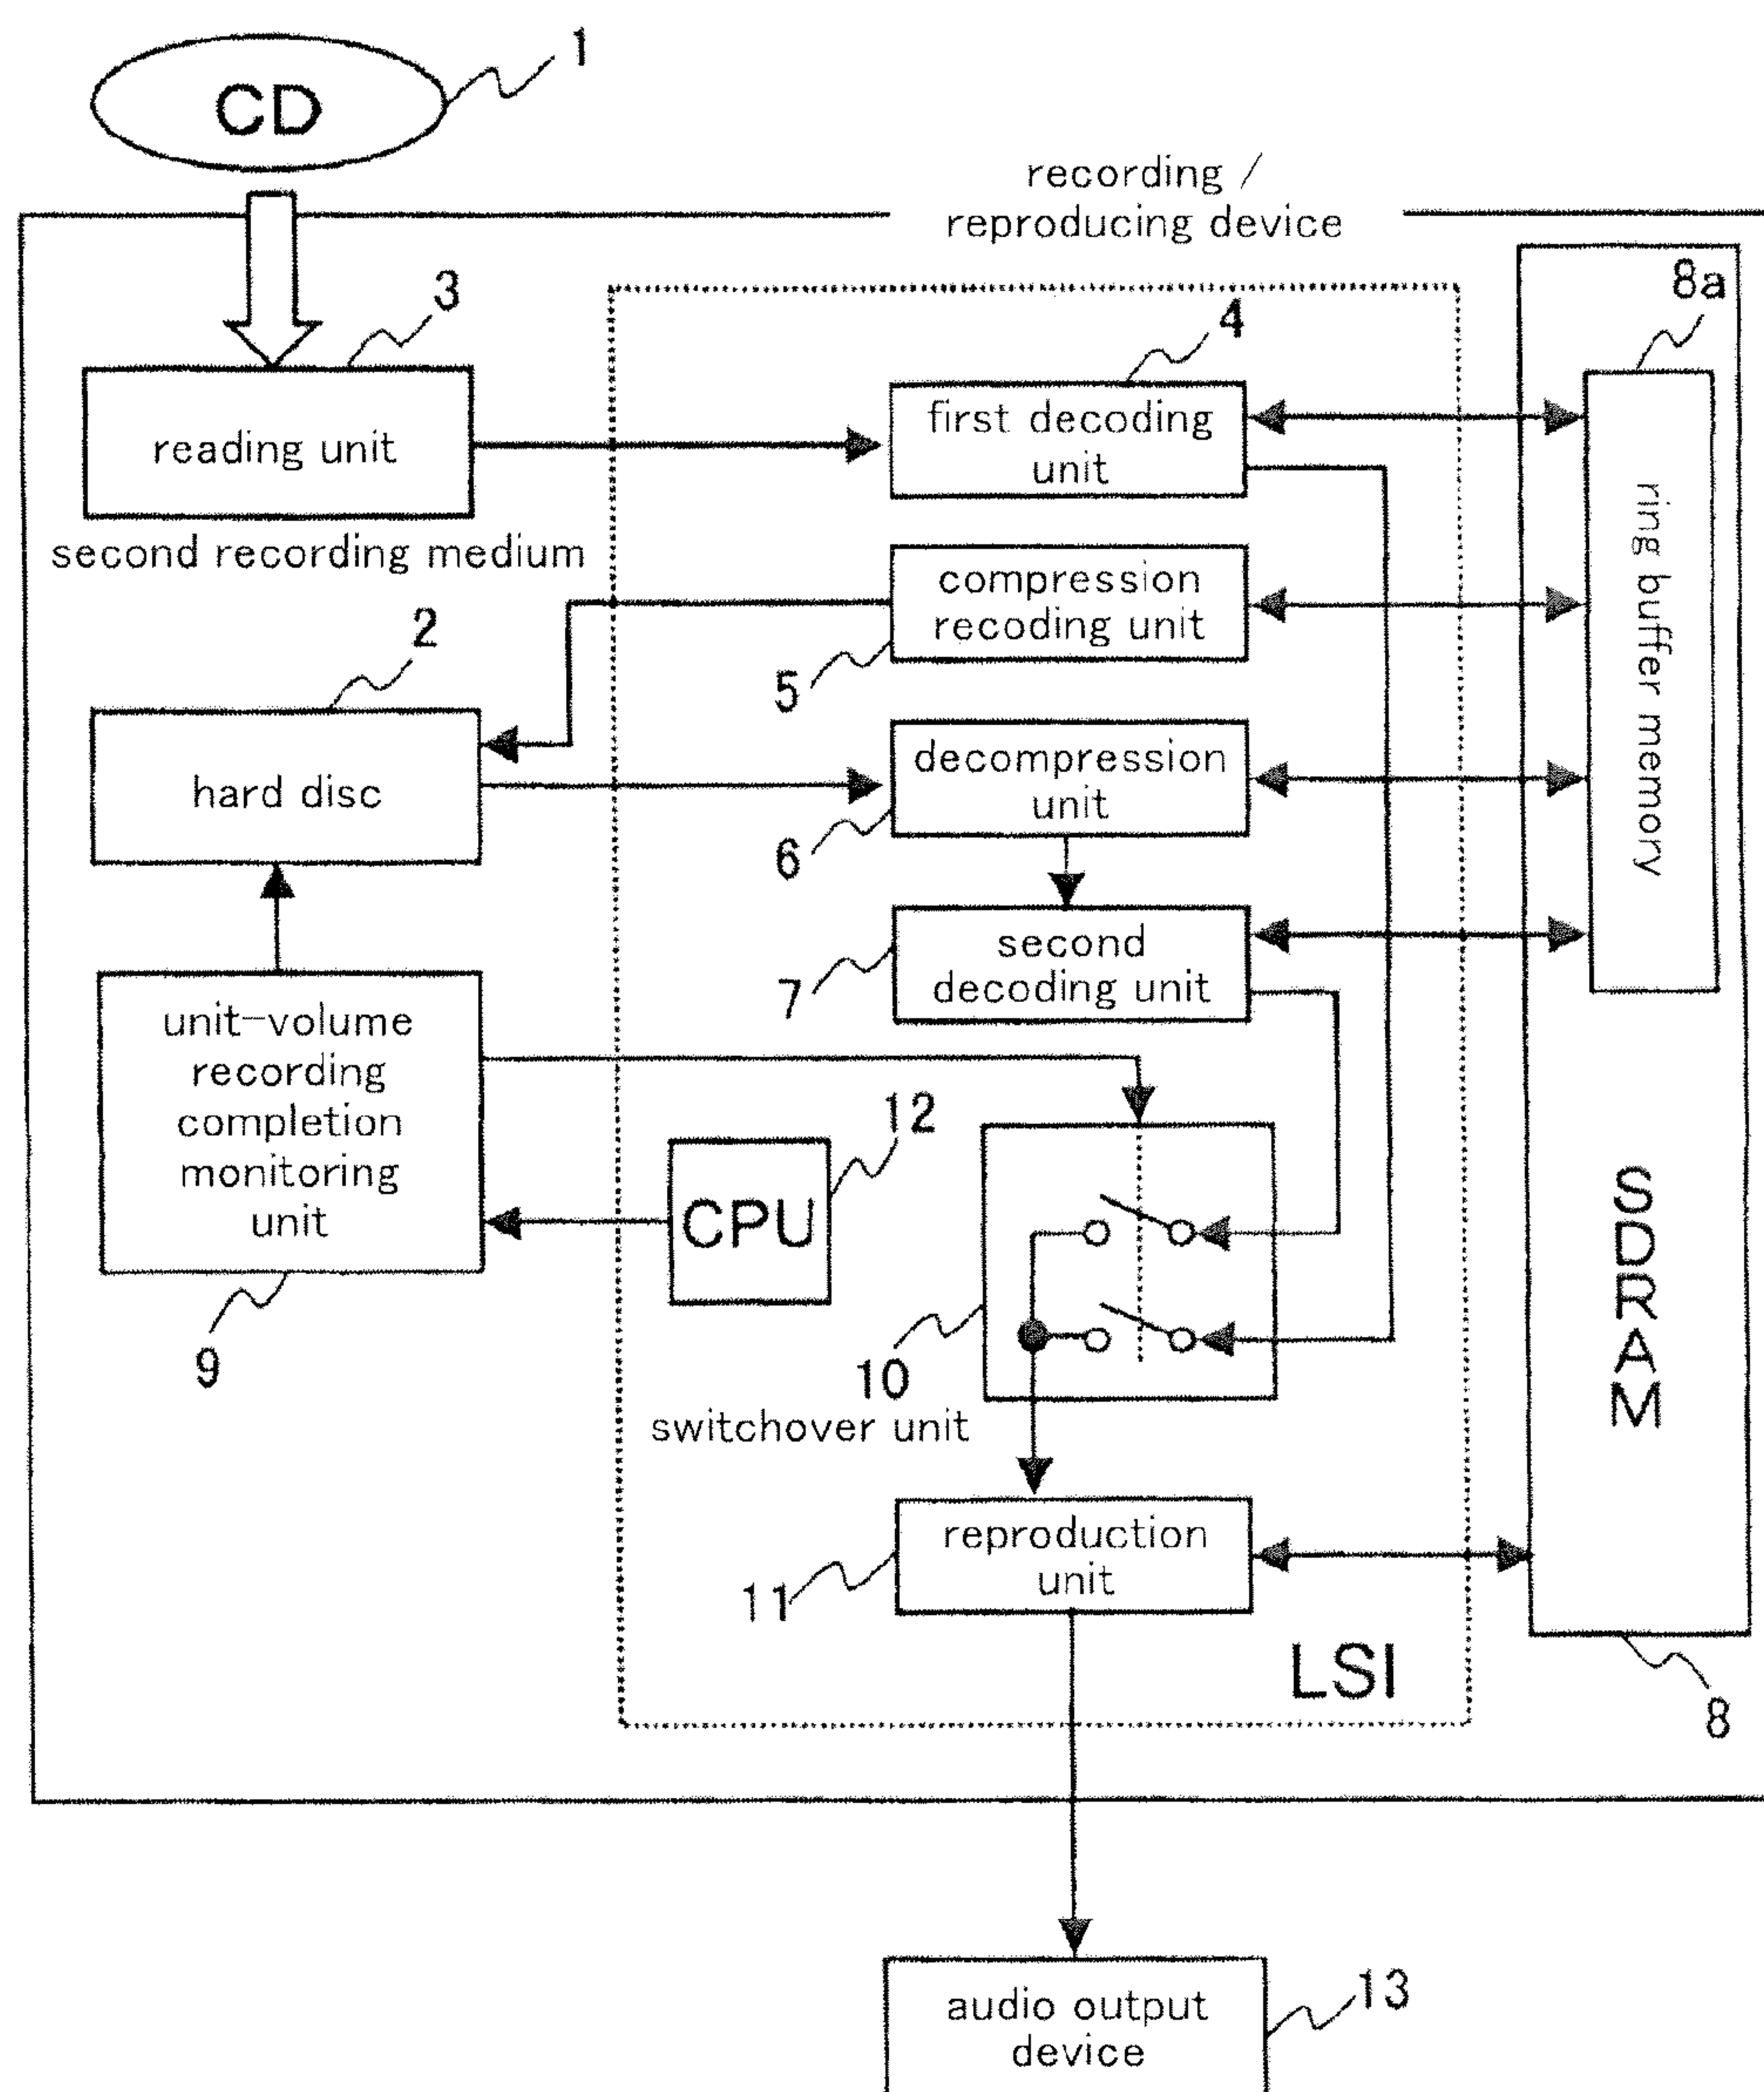 1
CD
recording /
reproducing device
3
8a
4
reading unit
first decoding
unit
ring buffer memory
second recording medium
compression
recoding unit
2
5
hard disc
decompression
unit
6
second
decoding unit
7
unit-volume
recording
completion
monitoring
unit
12
CPU
SDRAM
9
10
switchover unit
reproduction
unit
11
LSI
8
audio output
device
13